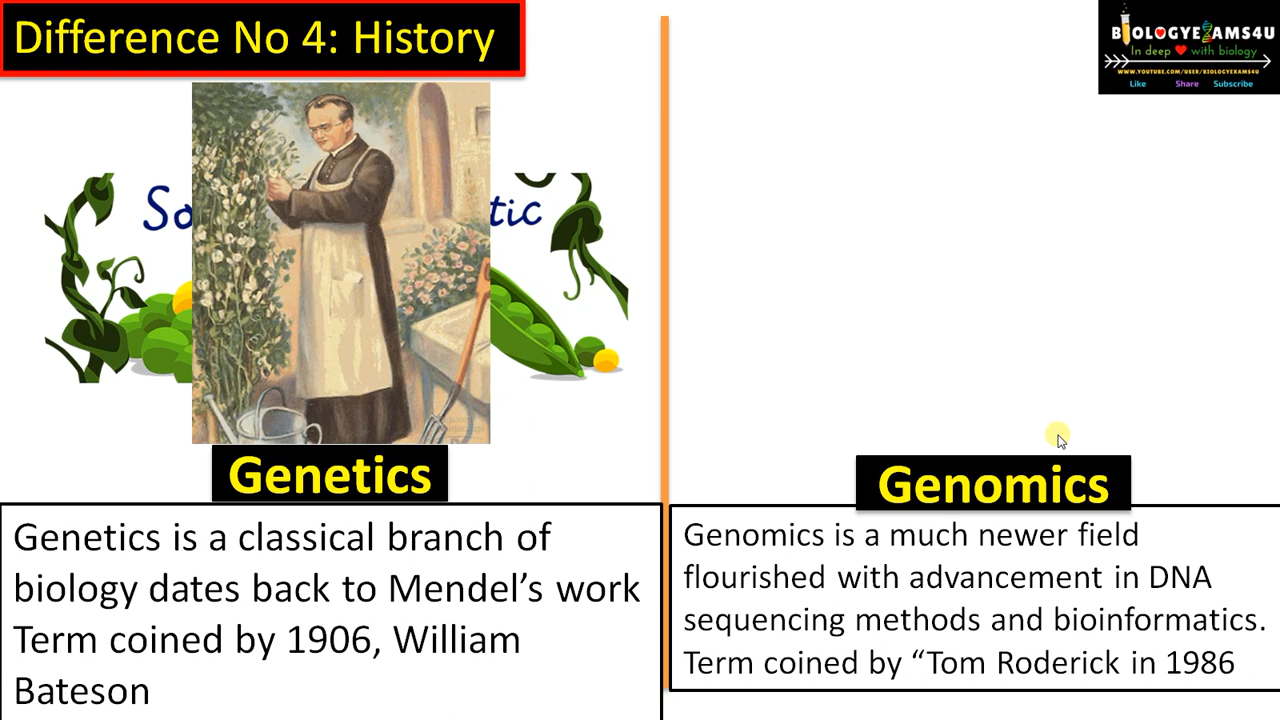 Difference No 4: History
BIOLOGYEXAMS4U
In deep with biology
WWW.YOUTUBE.COM/USER/BIOLOGYEXAMS4U
Like Share Subscribe
So
tic
Genetics
Genetics is a classical branch of
biology dates back to Mendel’s work
Term coined by 1906, William
Bateson
Genomics
Genomics is a much newer field
flourished with advancement in DNA
sequencing methods and bioinformatics.
Term coined by “Tom Roderick in 1986